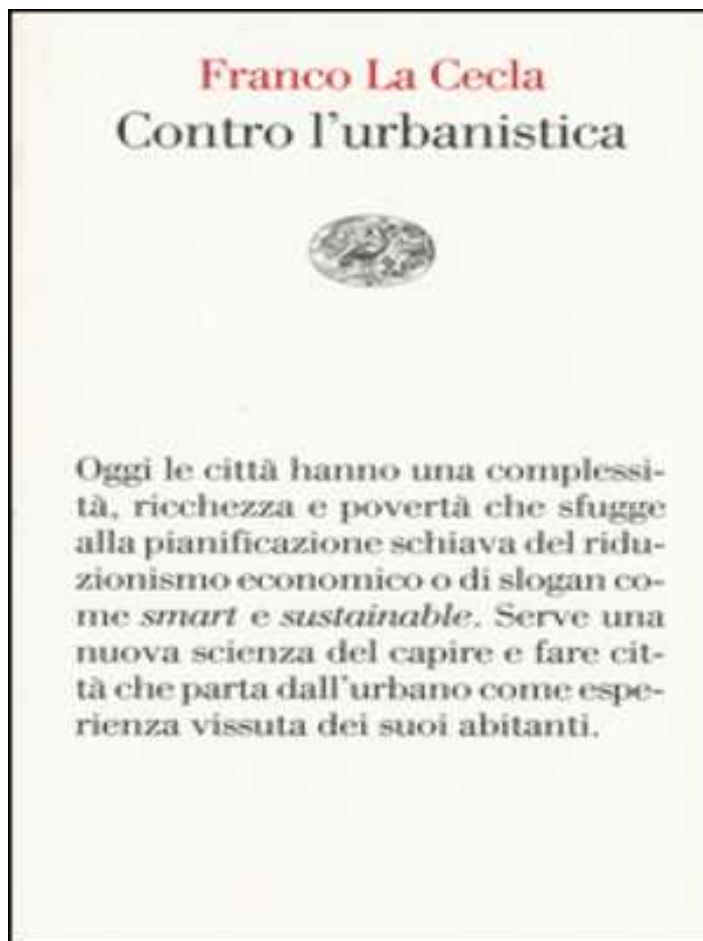 Franco La Cecla
Contro l'urbanistica
Oggi le città hanno una complessi-
tà, ricchezza e povertà che sfugge
alla pianificazione schiava del ridu-
zionismo economico o di slogan co-
me smart e sustainable. Serve una
nuova scienza del capire e fare cit-
tà che parta dall'urbano come espe-
rienza vissuta dei suoi abitanti.